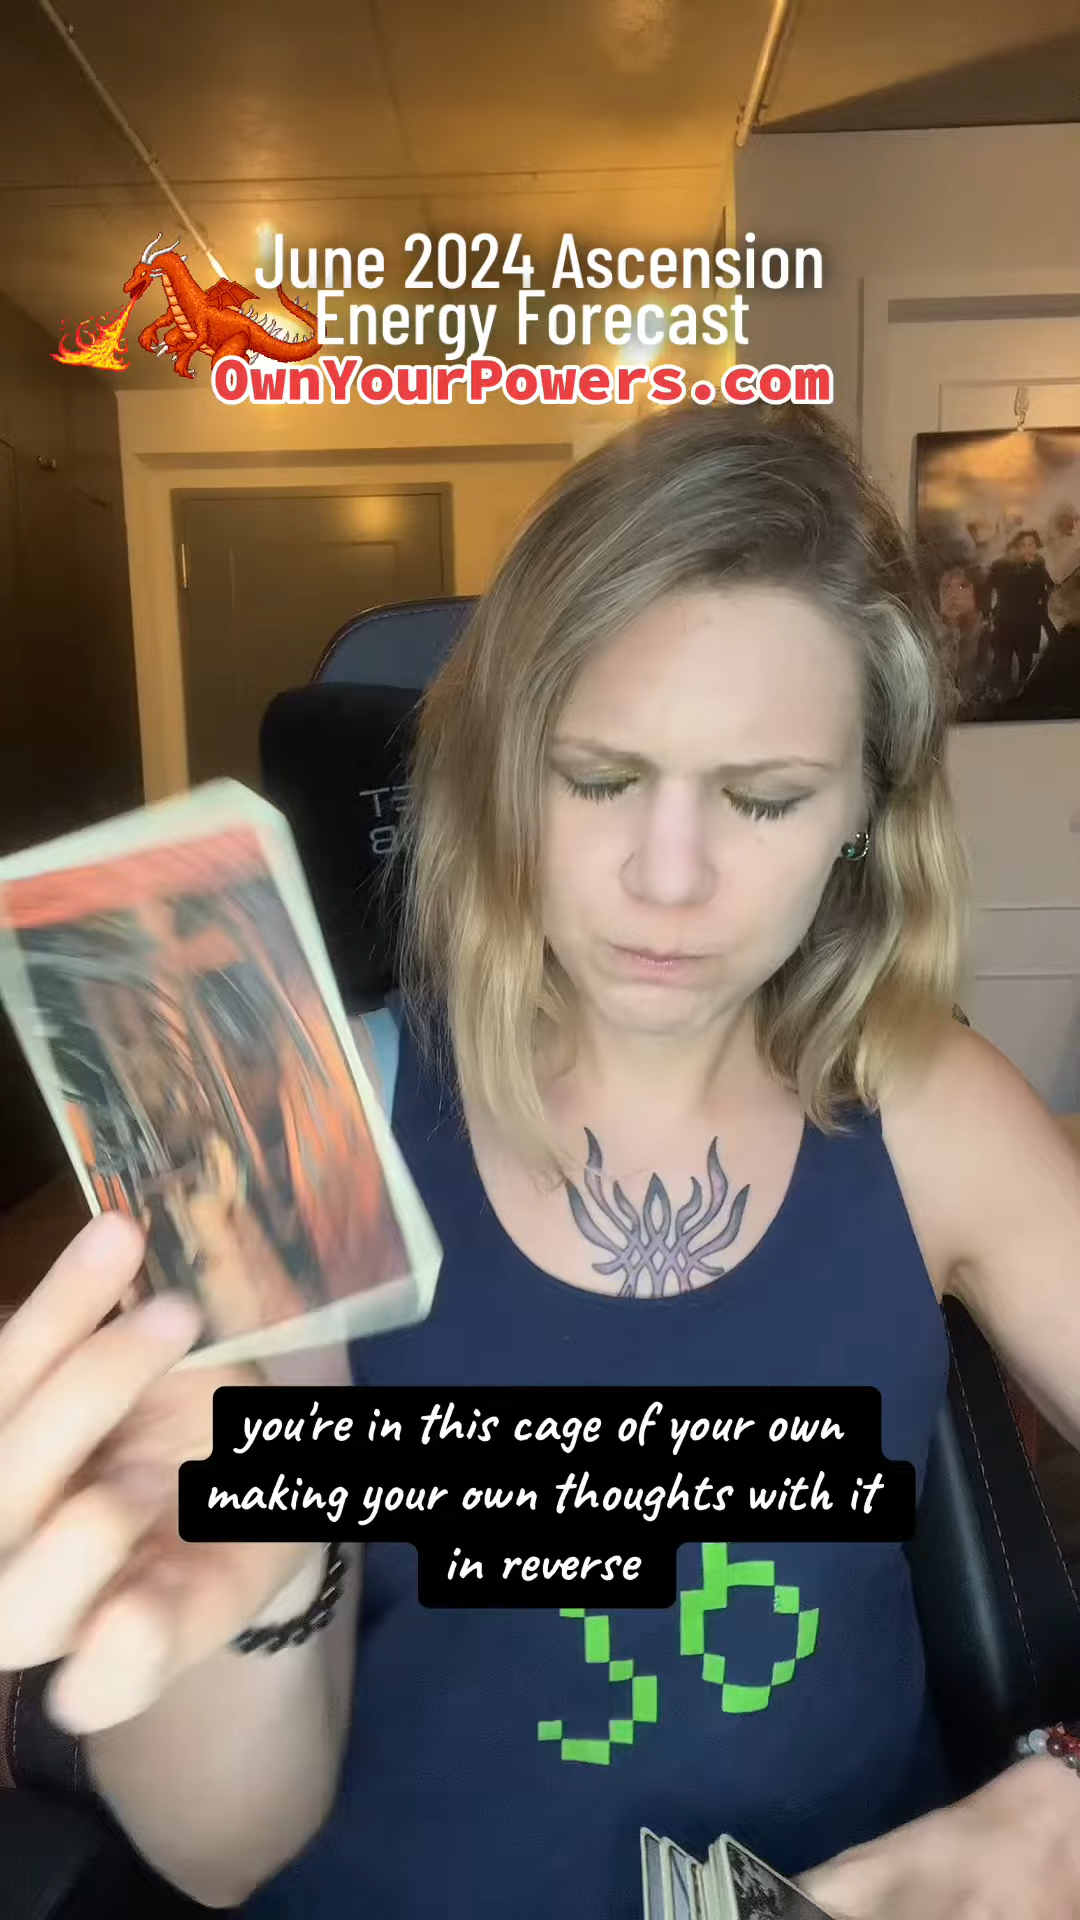 June 2024 Ascension
Energy Forecast
OwnYourPowers.com
you're in this cage of your own
making your own thoughts with it
in reverse